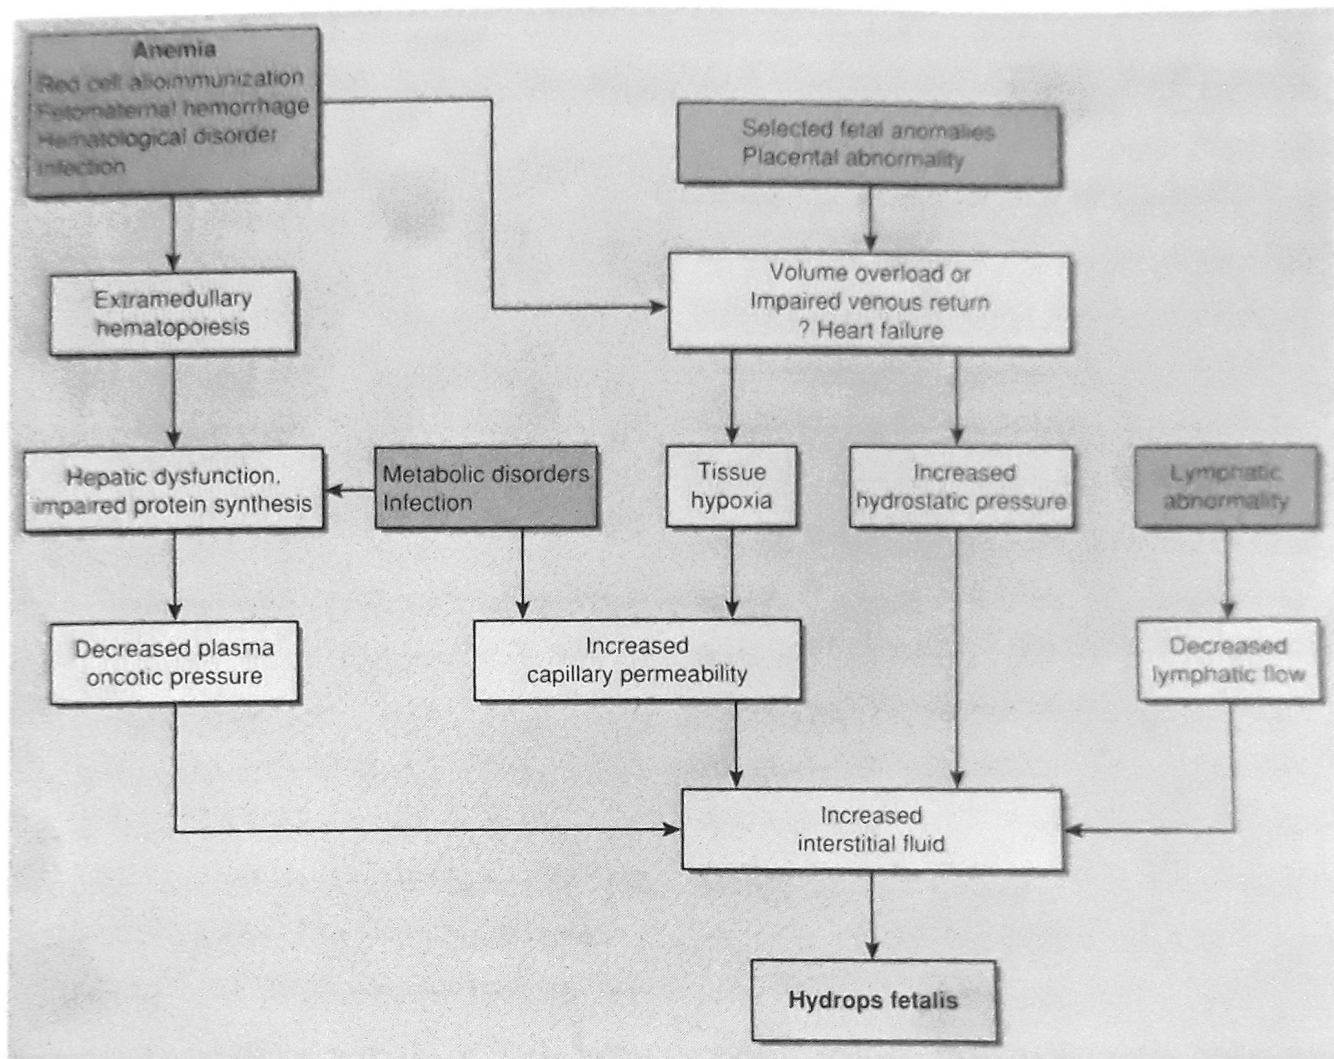 Anemia
Red cell alloimmunization
Fetomaternal hemorrhage
Hematological disorder
Infection
Selected fetal anomalies
Placental abnormality
Extramedullary
hematopoiesis
Volume overload or
Impaired venous return
? Heart failure
Hepatic dysfunction,
impaired protein synthesis
Metabolic disorders
Infection
Tissue
hypoxia
Increased
hydrostatic pressure
Lymphatic
abnormality
Decreased plasma
oncotic pressure
Increased
capillary permeability
Decreased
lymphatic flow
Increased
interstitial fluid
Hydrops fetalis